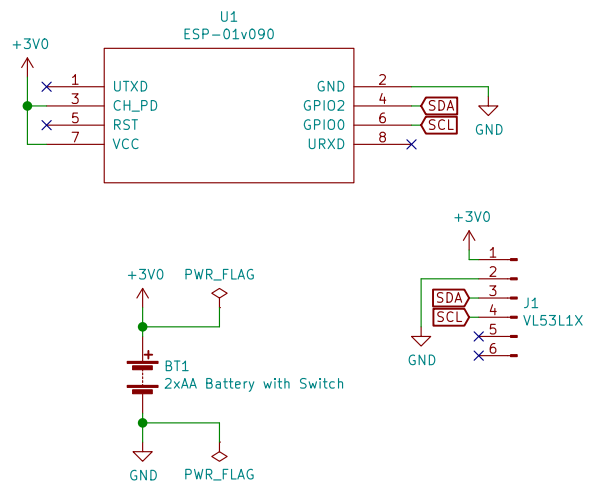 U1
ESP-01v090
+3V0
1 UTXD GND 2
3 CH_PD GPIO2 4 SDA
5 RST GPIO0 6 SCL
7 VCC URXD 8
GND
+3V0
1
2
SDA 3
SCL 4
5
6
J1
VL53L1X
GND
+3V0 PWR_FLAG
+
BT1
2xAA Battery with Switch
GND PWR_FLAG